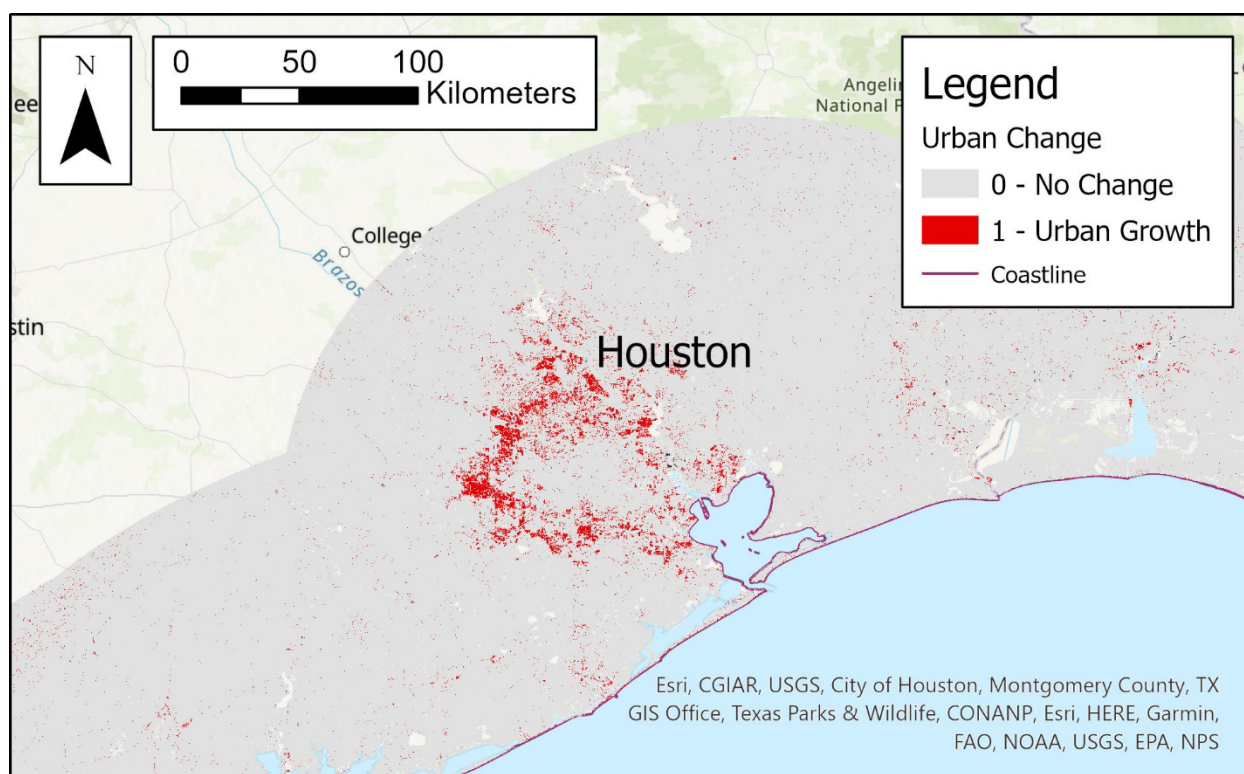 N
0 50 100
Kilometers
Legend
Urban Change
0 - No Change
1 - Urban Growth
Coastline
Angelin
National F
College
Brazos
stin
Houston
Esri, CGIAR, USGS, City of Houston, Montgomery County, TX
GIS Office, Texas Parks & Wildlife, CONANP, Esri, HERE, Garmin,
FAO, NOAA, USGS, EPA, NPS